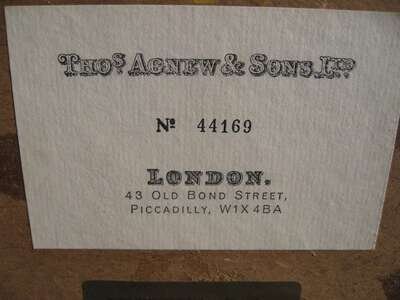 Thos. Agnew & Sons, Ltd.
No 44169
London.
43 Old Bond Street,
Piccadilly, W1X 4BA